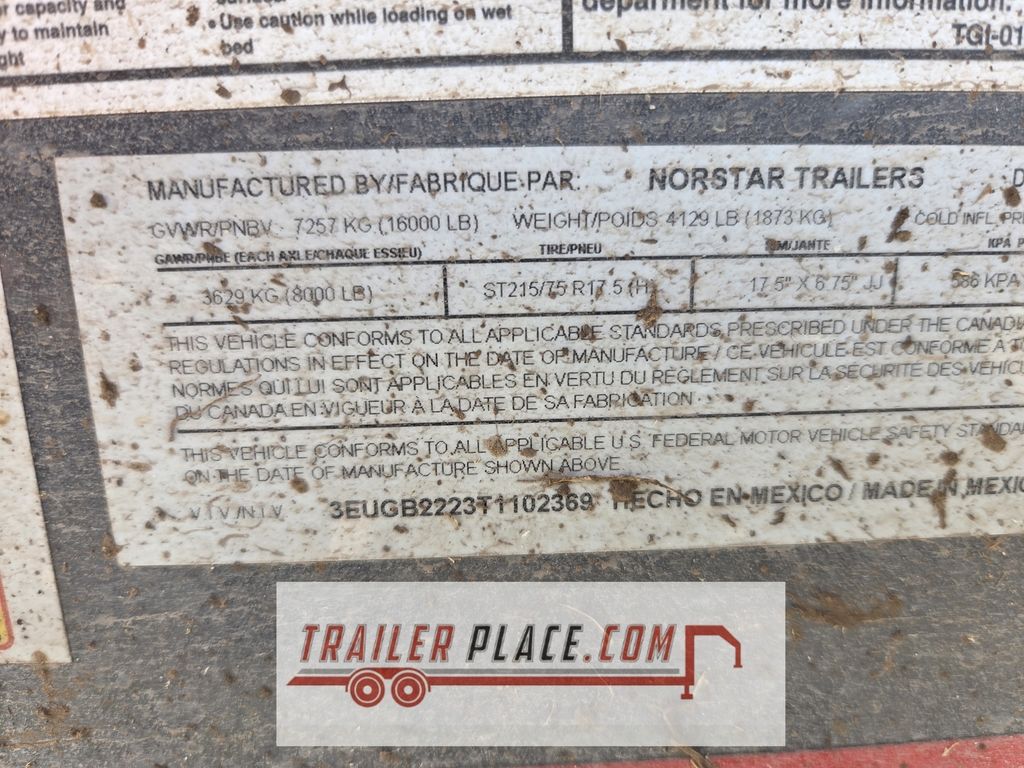 or capacity and
y to maintain
ght
• Use caution while loading on wet
bed
department for more information.
TGI-01
MANUFACTURED BY/FABRIQUE PAR: NORSTAR TRAILERS D
GVWR/PNBV : 7257 KG (16000 LB) WEIGHT/POIDS 4129 LB (1873 KG) COLD INFL. PR
GAWR/PNBE (EACH AXLE/CHAQUE ESSIEU) TIRE/PNEU RIM/JANTE KPA P
3629 KG (8000 LB) ST215/75 R17.5 (H) 17.5" X 6.75" JJ 586 KPA
THIS VEHICLE CONFORMS TO ALL APPLICABLE STANDARDS PRESCRIBED UNDER THE CANADI
REGULATIONS IN EFFECT ON THE DATE OF MANUFACTURE / CE VEHICULE EST CONFORME A TO
NORMES QUI LUI SONT APPLICABLES EN VERTU DU REGLEMENT SUR LA SECURITE DES VEHICU
DU CANADA EN VIGUEUR À LA DATE DE SA FABRICATION
THIS VEHICLE CONFORMS TO ALL APPLICABLE U.S. FEDERAL MOTOR VEHICLE SAFETY STANDA
ON THE DATE OF MANUFACTURE SHOWN ABOVE
V.I.V./N.I.V. 3EUGB2223T1102369 HECHO EN MEXICO / MADE IN MEXIC
TRAILER PLACE.COM